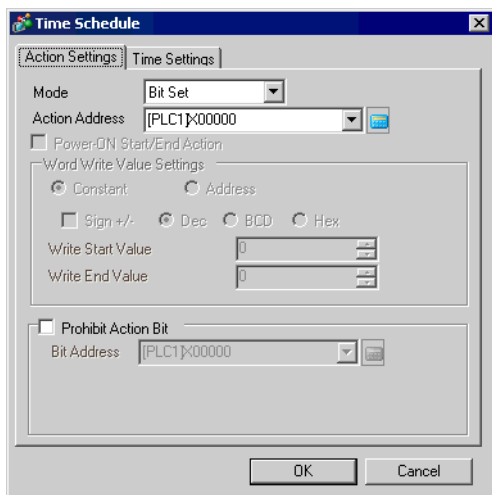 Time Schedule
Action Settings Time Settings
Mode Bit Set
Action Address [PLC1]X00000
Power-ON Start/End Action
Word Write Value Settings
Constant Address
Sign +/- Dec BCD Hex
Write Start Value 0
Write End Value 0
Prohibit Action Bit
Bit Address [PLC1]X00000
OK Cancel